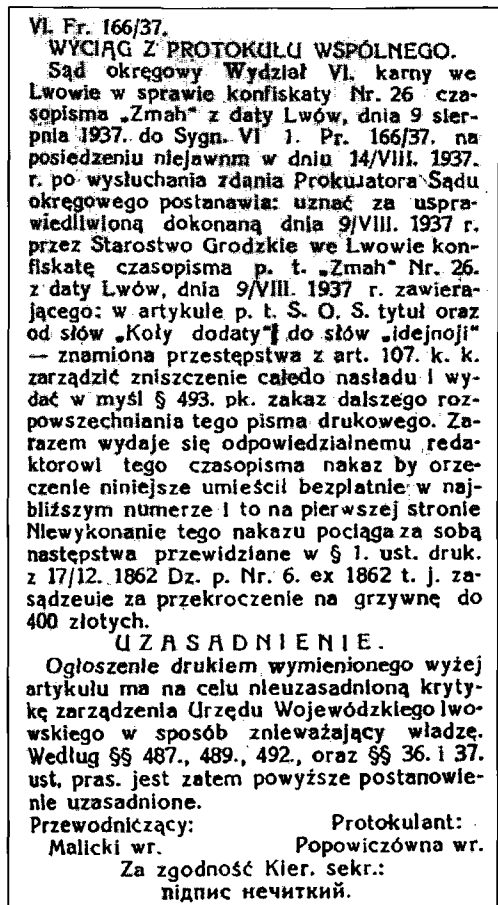 VI. Fr. 166/37.
WYCIĄG Z PROTOKUŁU WSPÓLNEGO.
Sąd okręgowy Wydział VI. karny we
Lwowie w sprawie konfiskaty Nr. 26 cza-
sopisma „Zmah" z daty Lwów, dnia 9 sier-
pnia 1937. do Sygn. VI 1. Pr. 166/37. na
posiedzeniu niejawnm w dniu 14/VIII. 1937.
r. po wysłuchania zdania Prokuratora Sądu
okręgowego postanawia: uznać za uspra-
wiedliwioną dokonaną dnia 9/VIII. 1937 r.
przez Starostwo Grodzkie we Lwowie kon-
fiskatę czasopisma p. t. „Zmah" Nr. 26.
z daty Lwów, dnia 9/VIII. 1937 r. zawiera-
jącego: w artykule p. t. S. O. S. tytuł oraz
od słów „Koły dodaty" do słów „idejnoji"
— znamiona przestępstwa z art. 107. k. k.
zarządzić zniszczenie całedo nasładu i wy-
dać w myśl § 493. pk. zakaz dalszego roz-
powszechniania tego pisma drukowego. Za-
razem wydaje się odpowiedzialnemu reda-
ktorowi tego czasopisma nakaz by orze-
czenie niniejsze umieścił bezpłatnie w naj-
bliższym numerze i to na pierwszej stronie
Niewykonanie tego nakazu pociąga za sobą
następstwa przewidziane w § 1. ust. druk.
z 17/12. 1862 Dz. p. Nr. 6. ex 1862 t. j. za-
sądzeuie za przekroczenie na grzywnę do
400 złotych.
UZASADNIENIE.
Ogłoszenie drukiem wymienionego wyżej
artykułu ma na celu nieuzasadnioną kryty-
kę zarządzenia Urzędu Wojewódzkiego lwo-
wskiego w sposób znieważający władzę.
Według §§ 487., 489., 492., oraz §§ 36. i 37.
ust. pras. jest zatem powyższe postanowie-
nie uzasadnione.
Przewodniczący: Protokulant:
Malicki wr. Popowiczówna wr.
Za zgodność Kier. sekr.:
підпис нечиткий.